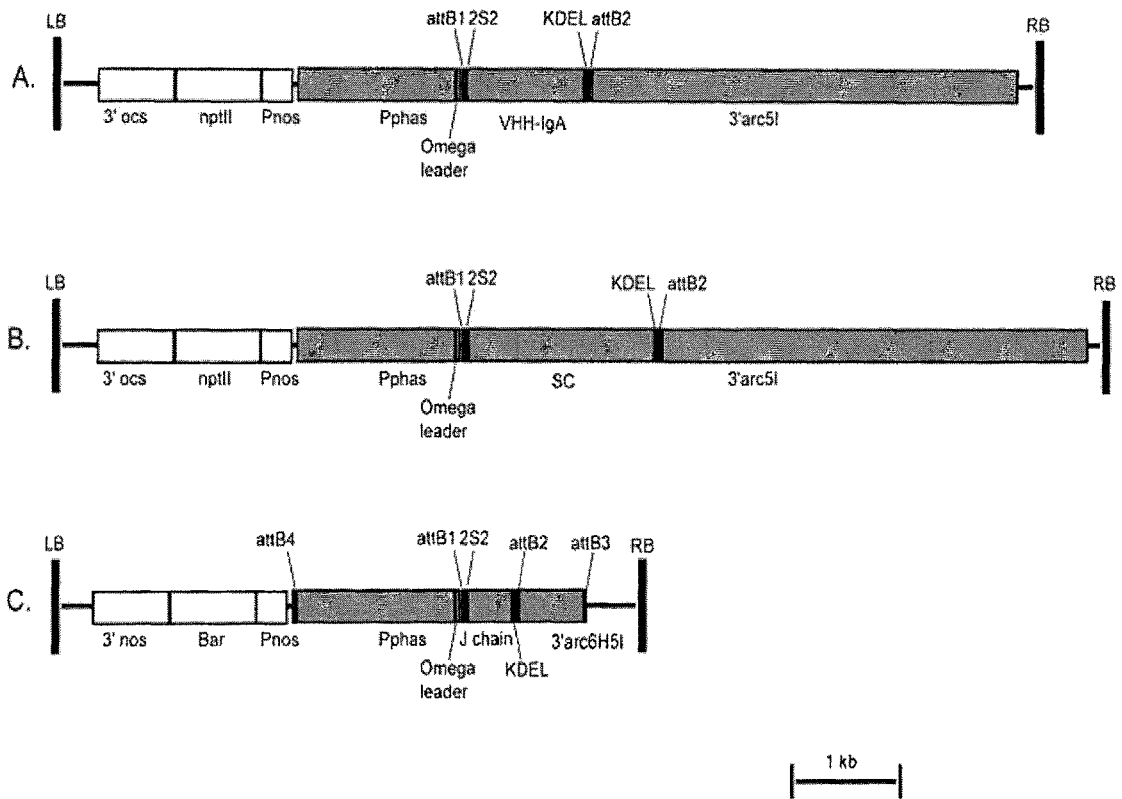 LB
attB1 2S2
KDEL attB2
RB
A.
3' ocs
nptII
Pnos
Pphas
Omega
leader
VHH-IgA
3'arc5I
LB
attB1 2S2
KDEL attB2
RB
B.
3' ocs
nptII
Pnos
Pphas
Omega
leader
SC
3'arc5I
LB
attB4
attB1 2S2
attB2
attB3
RB
C.
3' nos
Bar
Pnos
Pphas
J chain
3'arc6H5I
Omega
leader
KDEL
1 kb